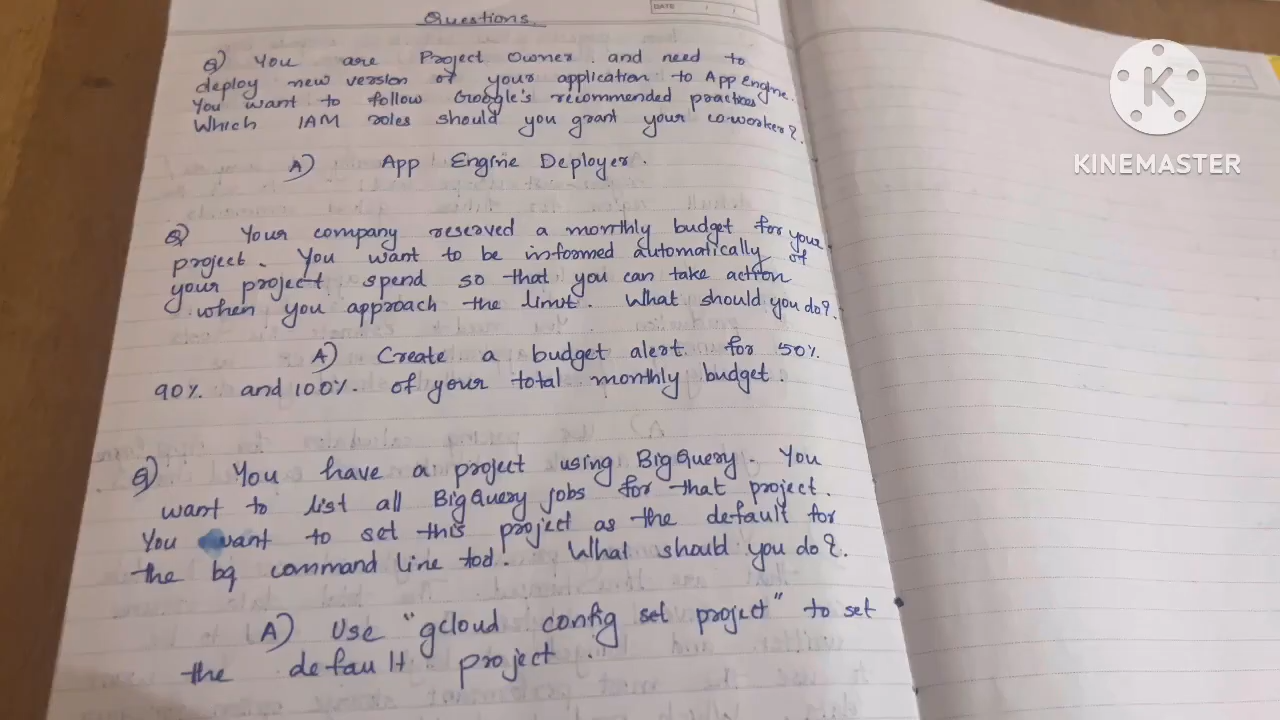 Questions.
DATE / /
Q) You are Project Owner. and need to
deploy new version of your application to App Engine.
You want to follow Google's recommended practices
Which IAM roles should you grant your co-worker?.
A) App Engine Deployer.
Q) Your company reserved a monthly budget for your
project. You want to be informed automatically of
your project spend so that you can take action
when you approach the limit. What should you do?.
A) Create a budget alert for 50%.
90%. and 100%. of your total monthly budget.
Q) You have a project using BigQuery. You
want to list all BigQuery jobs for that project.
You want to set this project as the default for
the bq command line tool. What should you do?.
A) Use "gcloud config set project" to set
the default project.
K
KINEMASTER